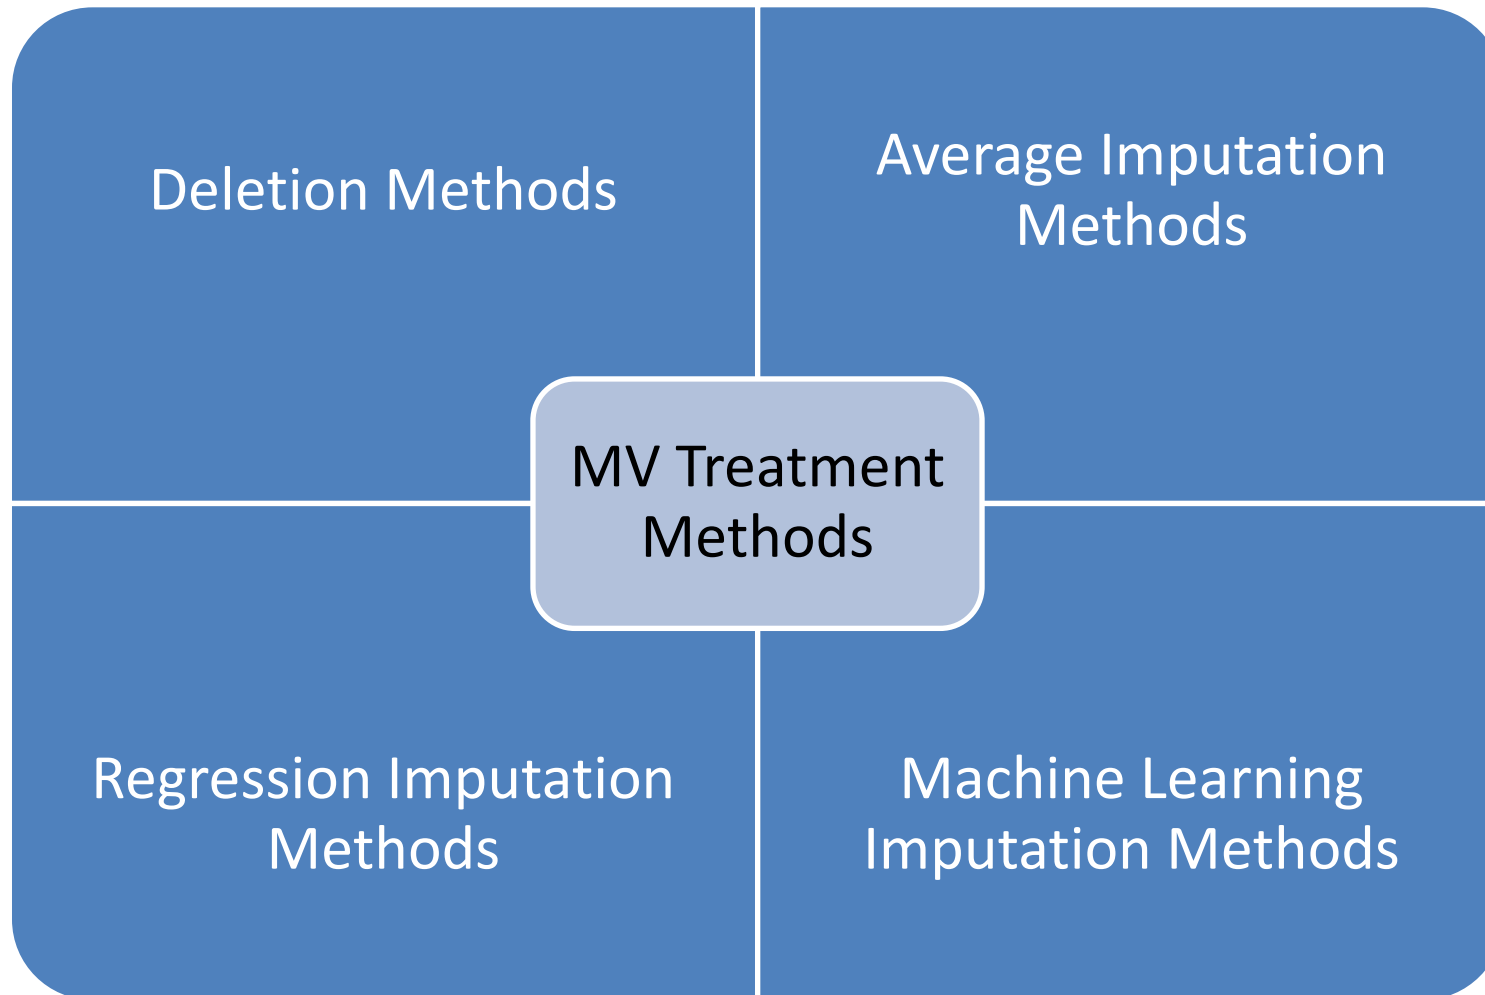 Deletion Methods
Average Imputation
Methods
MV Treatment
Methods
Regression Imputation
Methods
Machine Learning
Imputation Methods